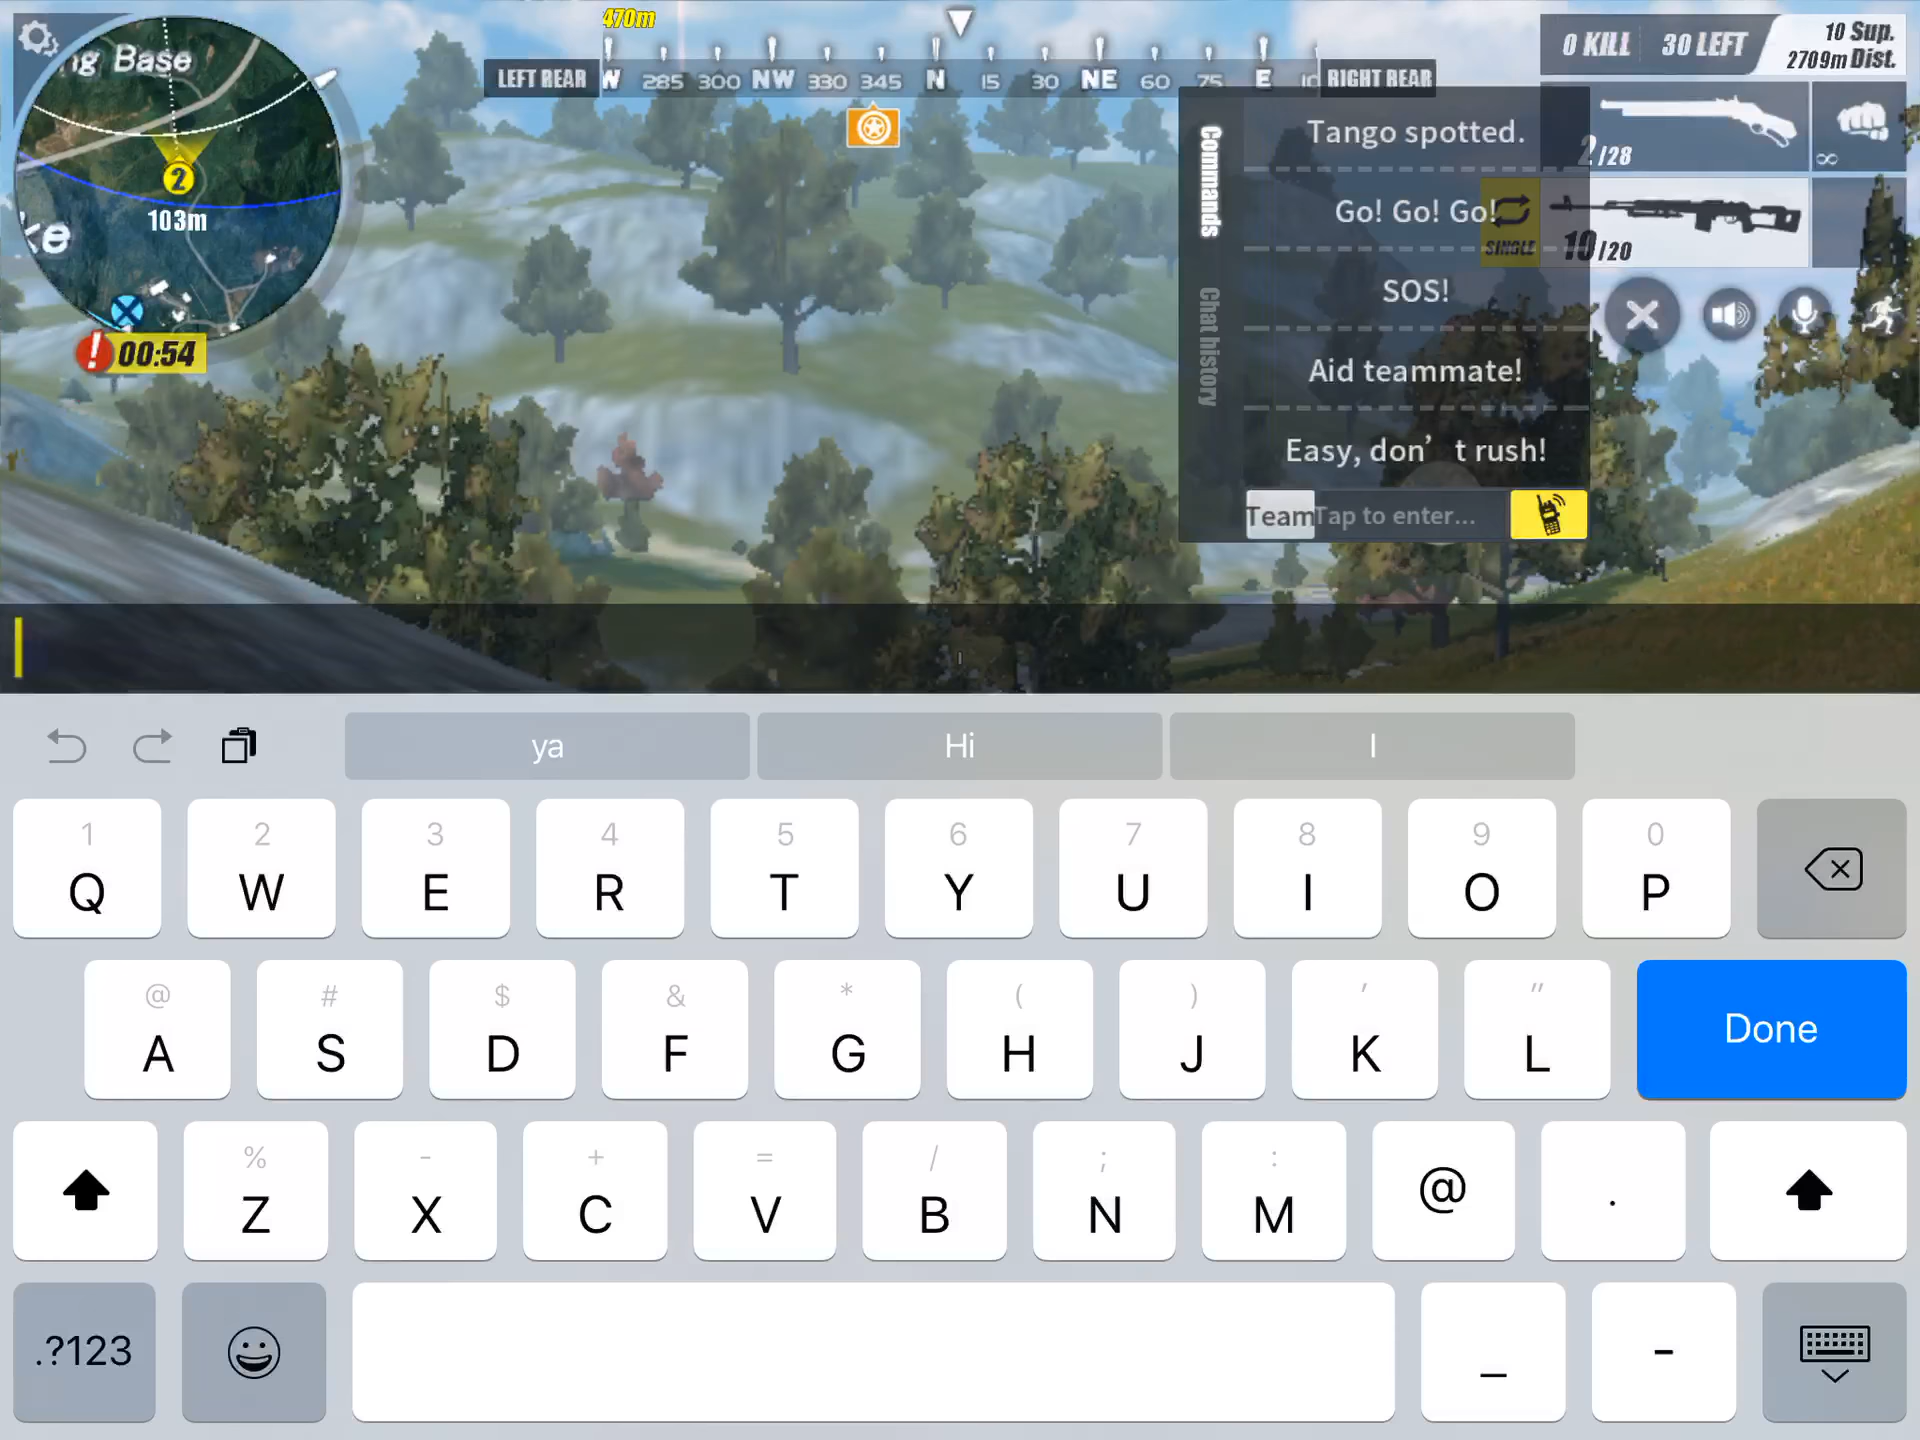 ng Base
ke
2
103m
00:54
470m
LEFT REAR
W 285 300 NW 330 345 N 15 30 NE 60 75 E
RIGHT REAR
0 KILL 30 LEFT
10 Sup.
2709m Dist.
2/28
∞
SINGLE
10/20
Commands
Chat history
Tango spotted.
Go! Go! Go!
SOS!
Aid teammate!
Easy, don’t rush!
Team Tap to enter...
ya Hi I
1 2 3 4 5 6 7 8 9 0
Q W E R T Y U I O P
@ # $ & * ( ) ' "
A S D F G H J K L Done
% - + = / ; :
Z X C V B N M @ .
.?123 _ -